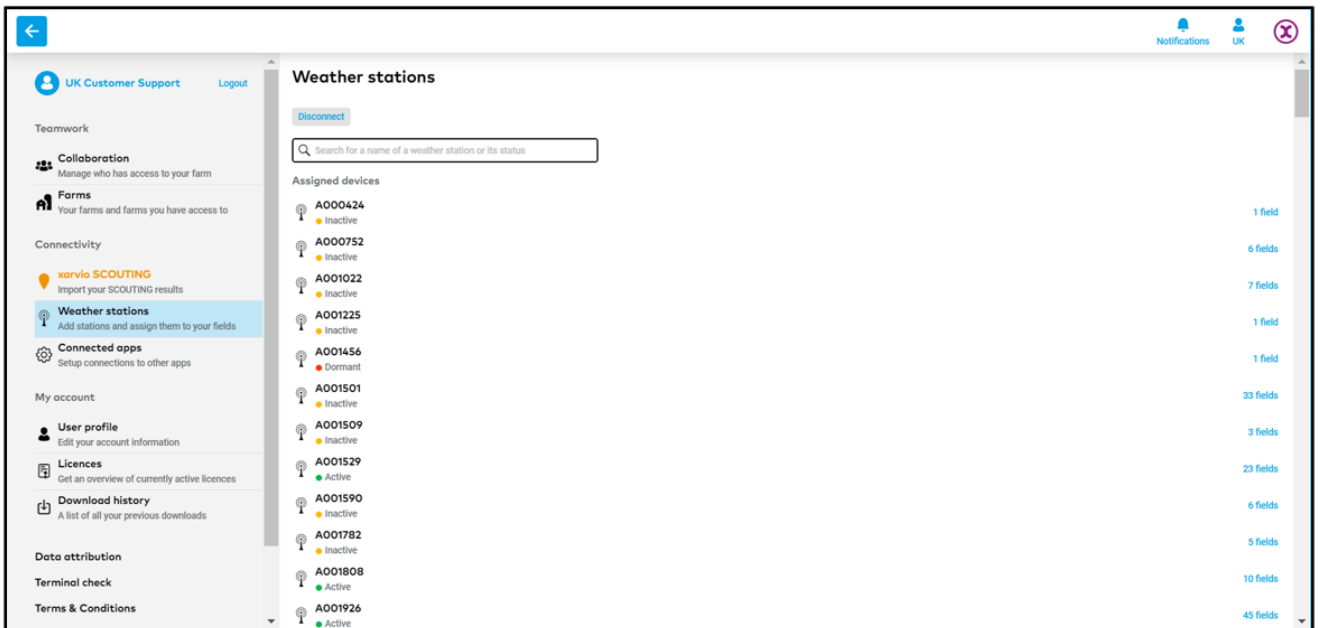 Notifications
UK
UK Customer Support
Logout
Teamwork
Collaboration
Manage who has access to your farm
Farms
Your farms and farms you have access to
Connectivity
xarvio SCOUTING
Import your SCOUTING results
Weather stations
Add stations and assign them to your fields
Connected apps
Setup connections to other apps
My account
User profile
Edit your account information
Licences
Get an overview of currently active licences
Download history
A list of all your previous downloads
Data attribution
Terminal check
Terms & Conditions
Weather stations
Disconnect
Search for a name of a weather station or its status
Assigned devices
A000424
Inactive
1 field
A000752
Inactive
6 fields
A001022
Inactive
7 fields
A001225
Inactive
1 field
A001456
Dormant
1 field
A001501
Inactive
33 fields
A001509
Inactive
3 fields
A001529
Active
23 fields
A001590
Inactive
6 fields
A001782
Inactive
5 fields
A001808
Active
10 fields
A001926
Active
45 fields